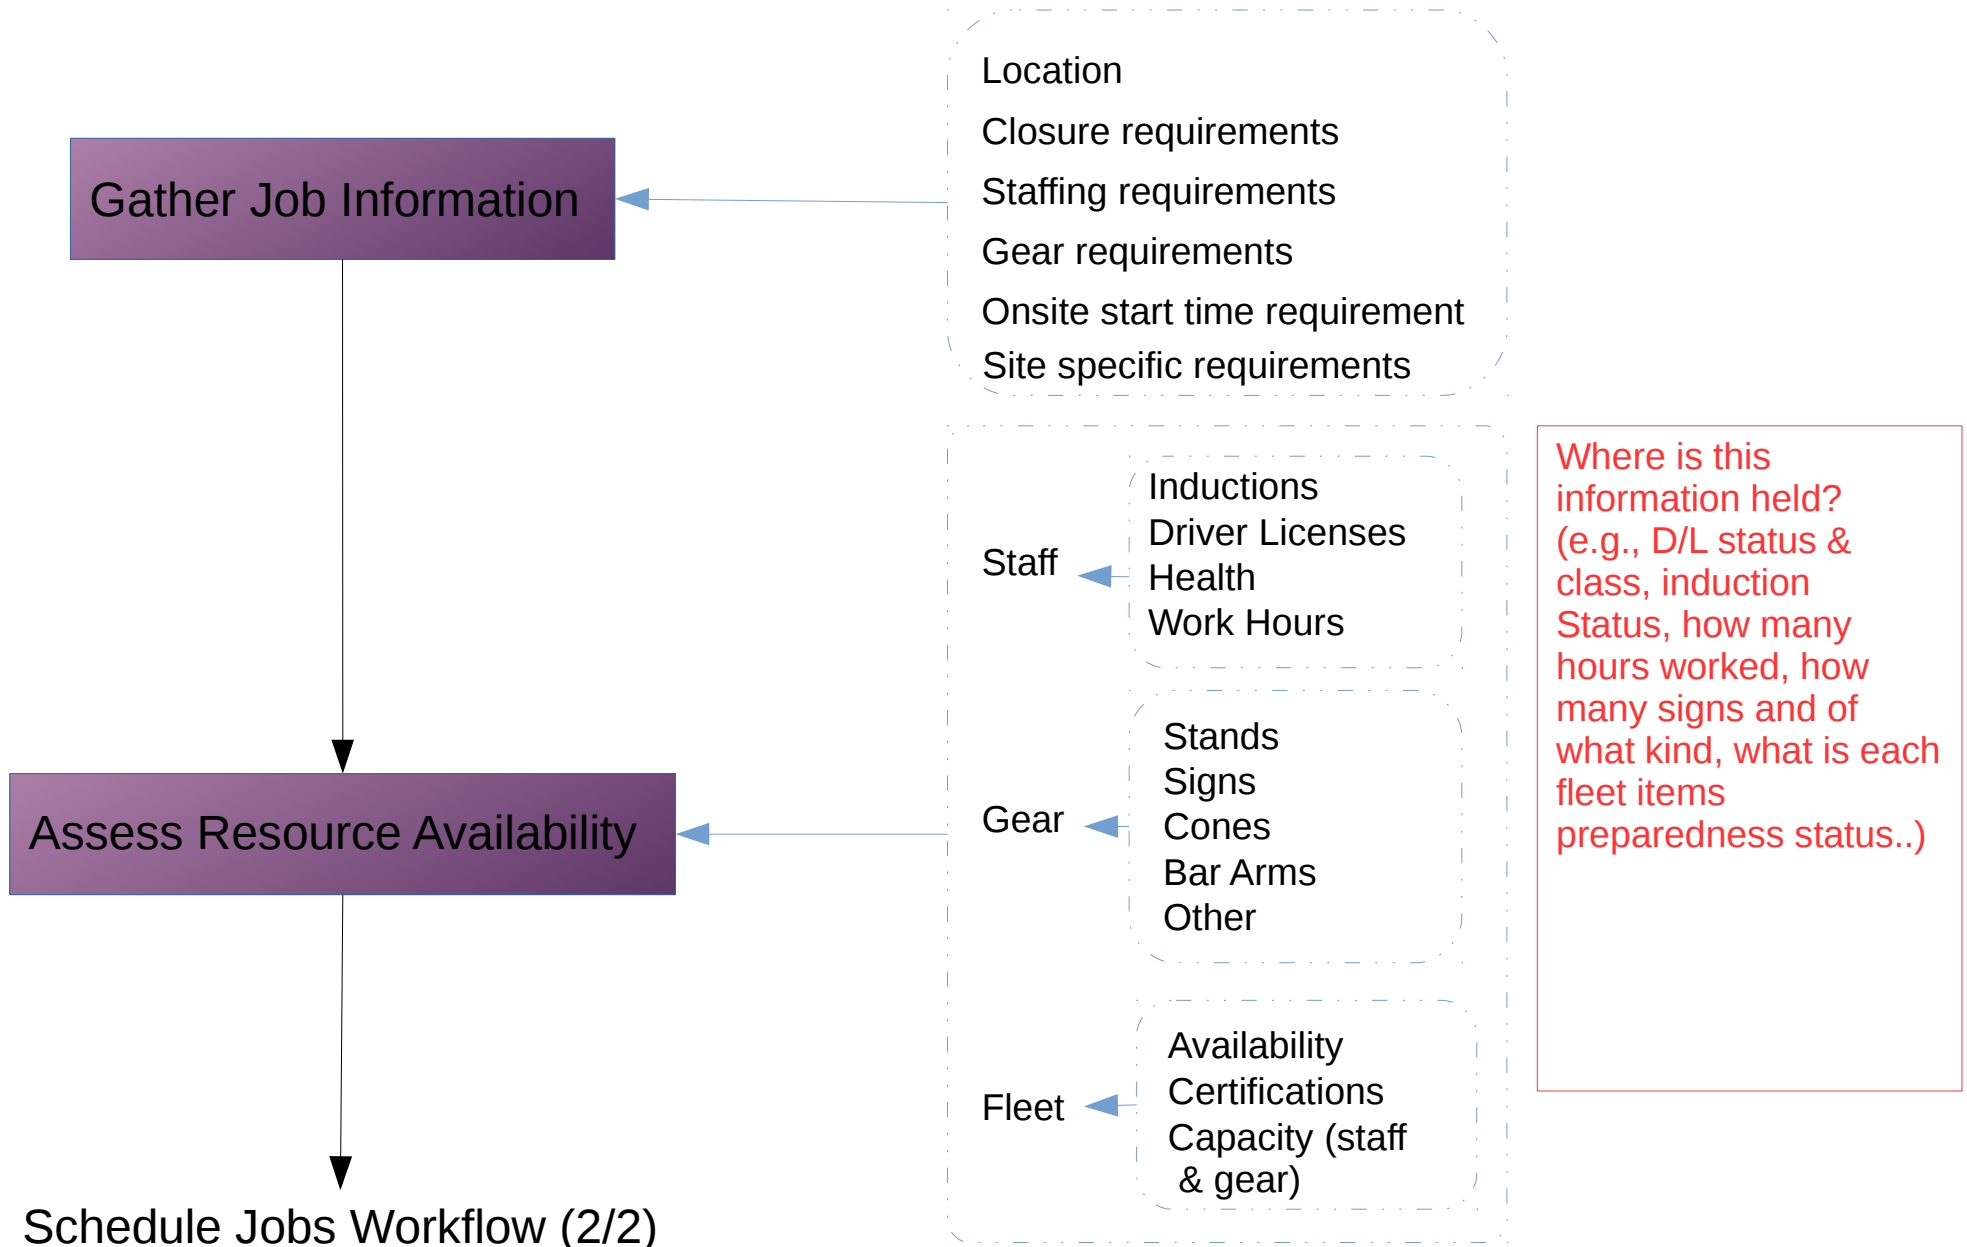 Location
Closure requirements
Gather Job Information
Staffing requirements
Gear requirements
Onsite start time requirement
Site specific requirements
Staff
Inductions
Driver Licenses
Health
Work Hours
Where is this
information held?
(e.g., D/L status &
class, induction
Status, how many
hours worked, how
many signs and of
what kind, what is each
fleet items
preparedness status..)
Assess Resource Availability
Gear
Stands
Signs
Cones
Bar Arms
Other
Fleet
Availability
Certifications
Capacity (staff
& gear)
Schedule Jobs Workflow (2/2)